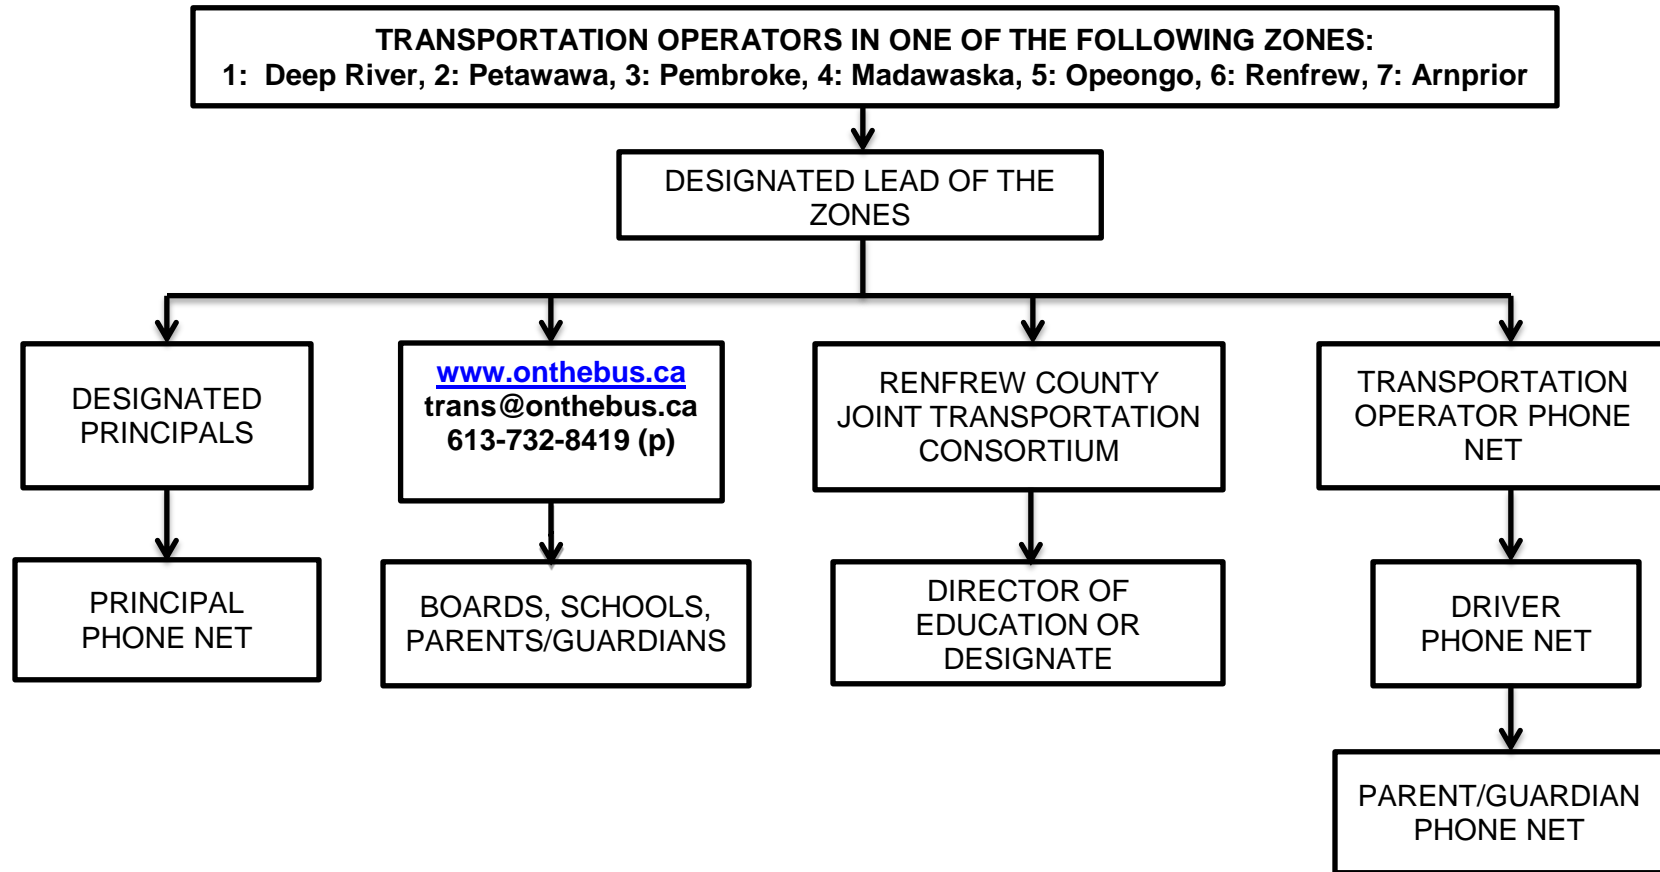 TRANSPORTATION OPERATORS IN ONE OF THE FOLLOWING ZONES:
1: Deep River, 2: Petawawa, 3: Pembroke, 4: Madawaska, 5: Opeongo, 6: Renfrew, 7: Arnprior
DESIGNATED LEAD OF THE
ZONES
DESIGNATED
PRINCIPALS
www.onthebus.ca
trans@onthebus.ca
613-732-8419 (p)
RENFREW COUNTY
JOINT TRANSPORTATION
CONSORTIUM
TRANSPORTATION
OPERATOR PHONE
NET
PRINCIPAL
PHONE NET
BOARDS, SCHOOLS,
PARENTS/GUARDIANS
DIRECTOR OF
EDUCATION OR
DESIGNATE
DRIVER
PHONE NET
PARENT/GUARDIAN
PHONE NET